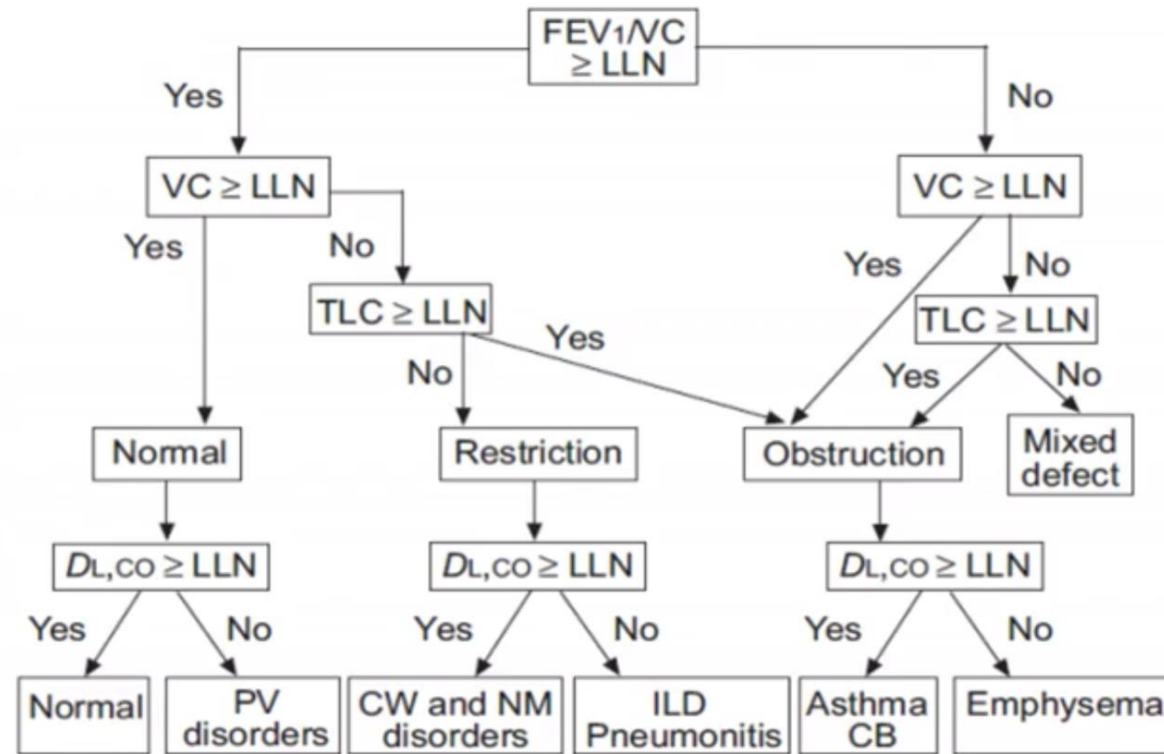 FEV1/VC
≥ LLN
Yes
No
VC ≥ LLN
VC ≥ LLN
Yes
No
Yes
No
TLC ≥ LLN
TLC ≥ LLN
Yes
No
Yes
No
Normal
Restriction
Obstruction
Mixed
defect
DL,CO ≥ LLN
DL,CO ≥ LLN
DL,CO ≥ LLN
Yes
No
Yes
No
Yes
No
Normal
PV
disorders
CW and NM
disorders
ILD
Pneumonitis
Asthma
CB
Emphysema